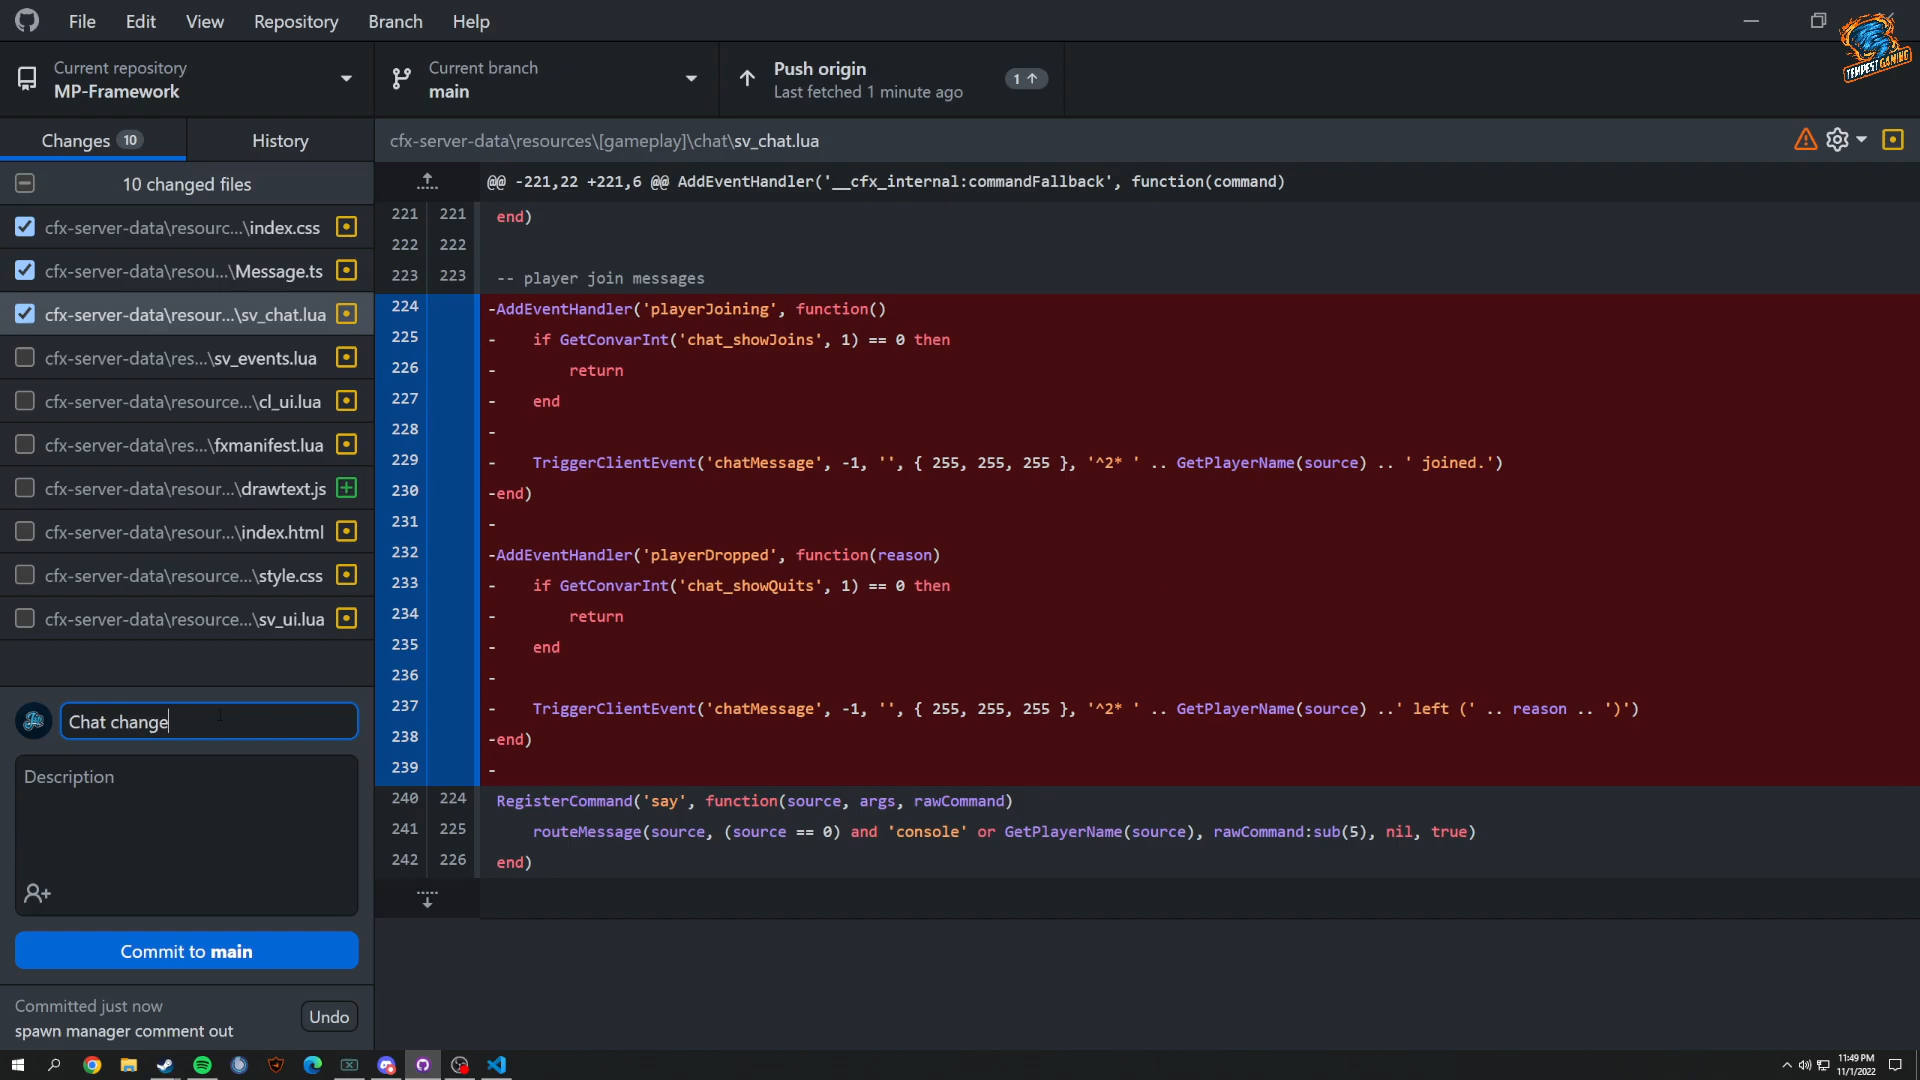 File Edit View Repository Branch Help
TEMPEST GAMING
Current repository
MP-Framework
Current branch
main
Push origin
Last fetched 1 minute ago
1
Changes 10
History
cfx-server-data\resources\[gameplay]\chat\sv_chat.lua
10 changed files
cfx-server-data\resourc...\index.css
cfx-server-data\resou...\Message.ts
cfx-server-data\resour...\sv_chat.lua
cfx-server-data\res...\sv_events.lua
cfx-server-data\resource...\cl_ui.lua
cfx-server-data\res...\fxmanifest.lua
cfx-server-data\resour...\drawtext.js
cfx-server-data\resour...\index.html
cfx-server-data\resource...\style.css
cfx-server-data\resource...\sv_ui.lua
@@ -221,22 +221,6 @@ AddEventHandler('__cfx_internal:commandFallback', function(command)
221 221 end)
222 222
223 223 -- player join messages
224 -AddEventHandler('playerJoining', function()
225 -    if GetConvarInt('chat_showJoins', 1) == 0 then
226 -        return
227 -    end
228 -
229 -    TriggerClientEvent('chatMessage', -1, '', { 255, 255, 255 }, '^2* ' .. GetPlayerName(source) .. ' joined.')
230 -end)
231 -
232 -AddEventHandler('playerDropped', function(reason)
233 -    if GetConvarInt('chat_showQuits', 1) == 0 then
234 -        return
235 -    end
236 -
237 -    TriggerClientEvent('chatMessage', -1, '', { 255, 255, 255 }, '^2* ' .. GetPlayerName(source) ..' left (' .. reason .. ')')
238 -end)
239 -
240 224 RegisterCommand('say', function(source, args, rawCommand)
241 225     routeMessage(source, (source == 0) and 'console' or GetPlayerName(source), rawCommand:sub(5), nil, true)
242 226 end)
Chat change
Description
Commit to main
Committed just now
spawn manager comment out
Undo
11:49 PM
11/1/2022